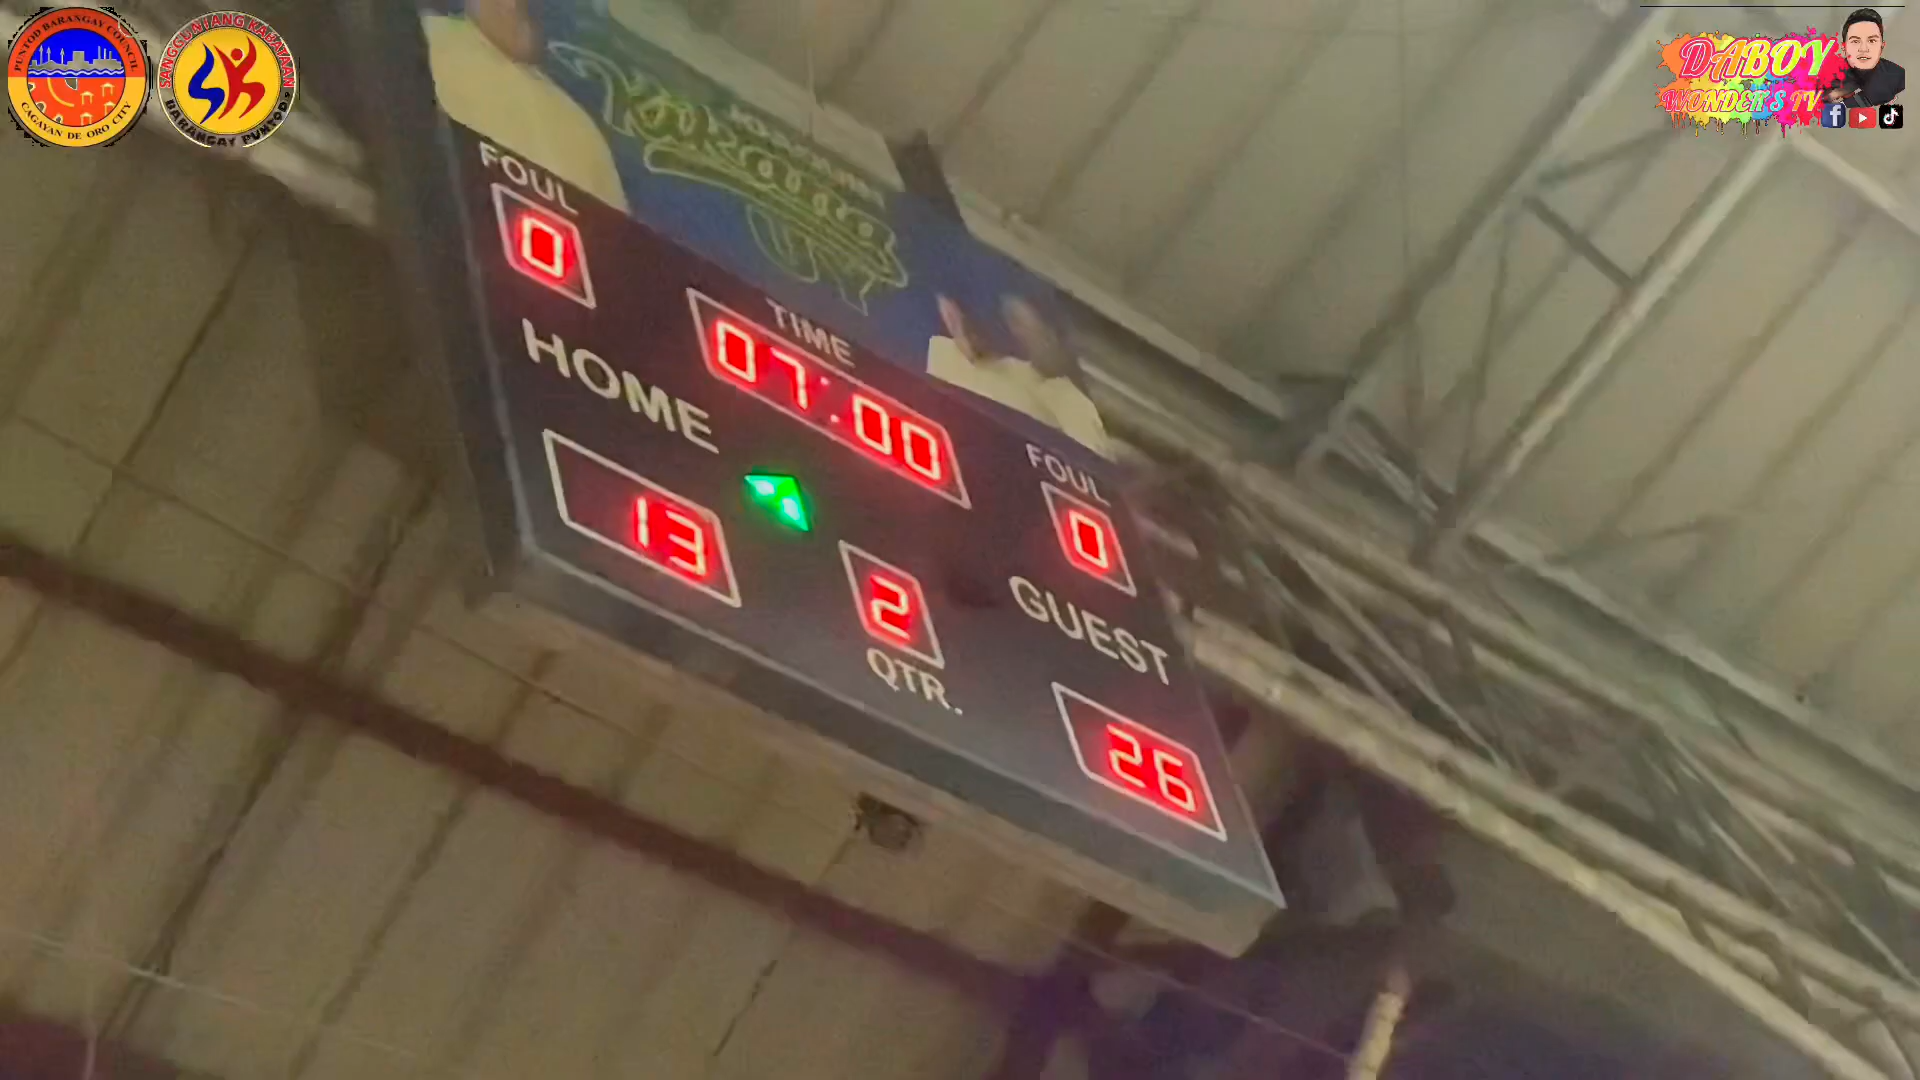 PUNTOD BARANGAY COUNCIL
CAGAYAN DE ORO CITY
SANGGUNIANG KABATAAN
BARANGAY PUNTOD
DABOY
WONDER'S TV
FOUL
0
TIME
07:00
HOME
FOUL
0
13
2
QTR.
GUEST
26